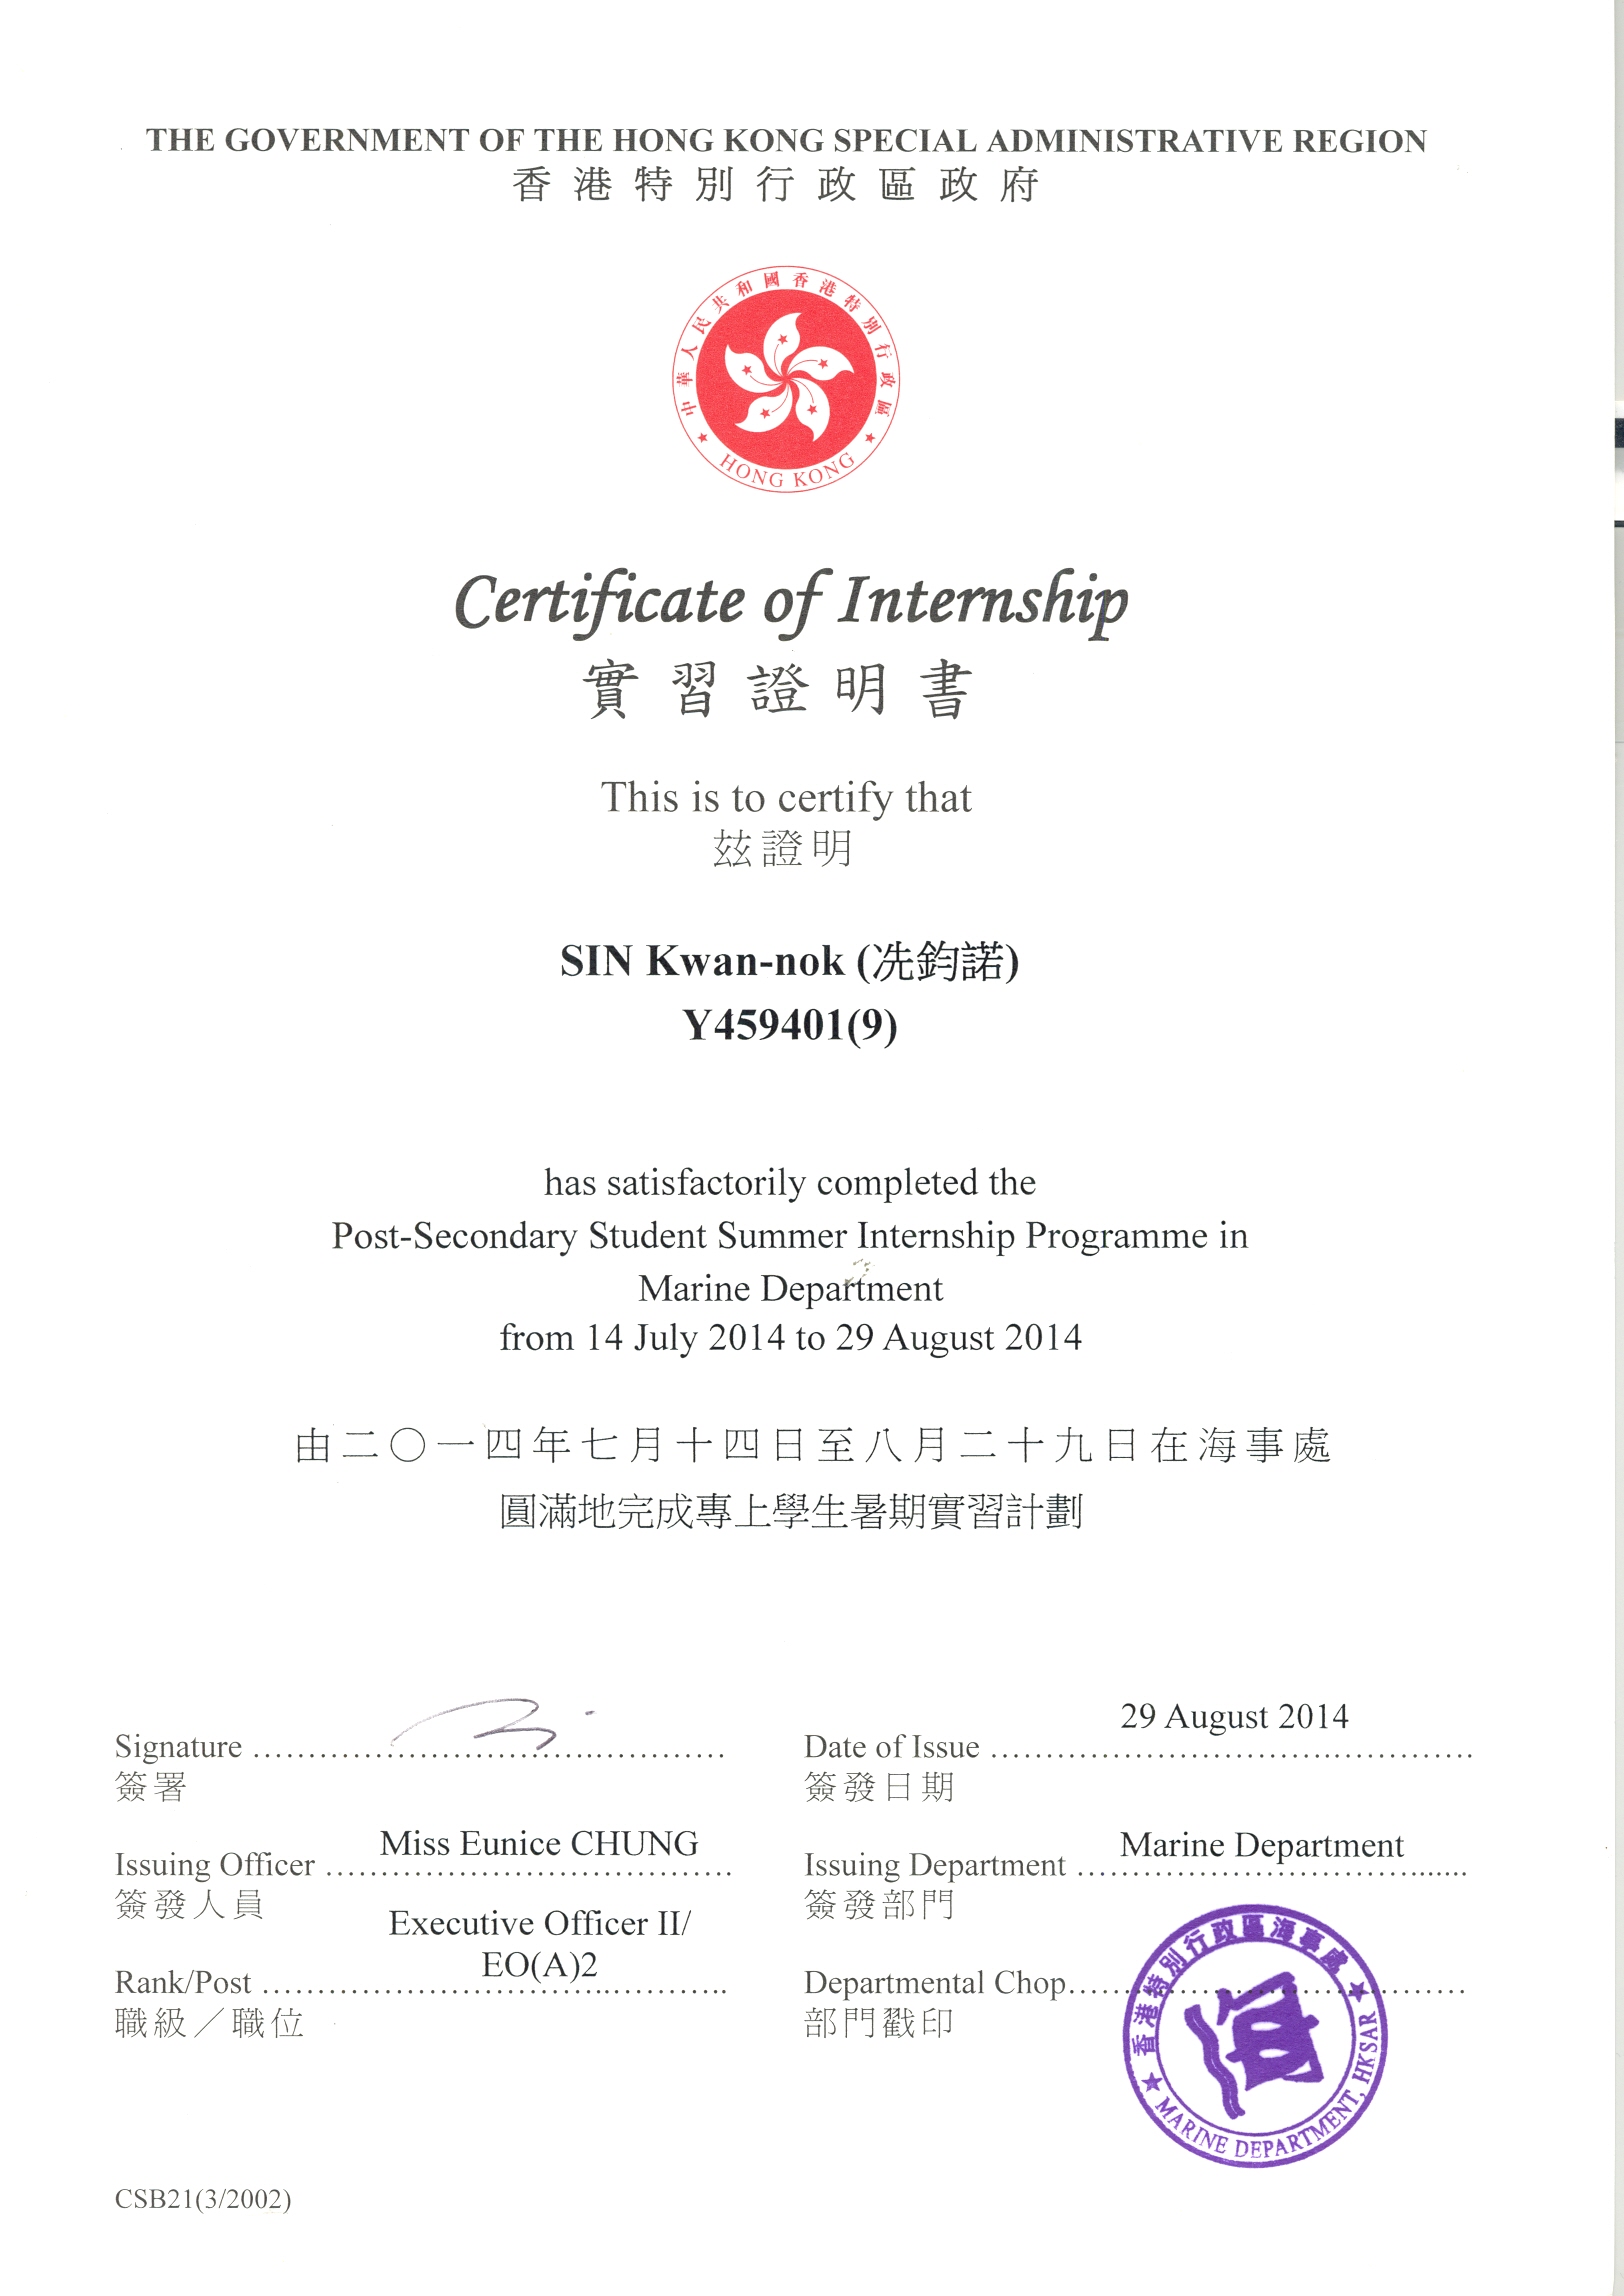 THE GOVERNMENT OF THE HONG KONG SPECIAL ADMINISTRATIVE REGION
香港特別行政區政府
中華人民共和國香港特別行政區
HONG KONG
Certificate of Internship
實習證明書
This is to certify that
茲證明
SIN Kwan-nok (冼鈞諾)
Y459401(9)
has satisfactorily completed the
Post-Secondary Student Summer Internship Programme in
Marine Department
from 14 July 2014 to 29 August 2014
由二〇一四年七月十四日至八月二十九日在海事處
圓滿地完成專上學生暑期實習計劃
Signature
簽署
29 August 2014
Date of Issue
簽發日期
Miss Eunice CHUNG
Issuing Officer
簽發人員
Marine Department
Issuing Department
簽發部門
Executive Officer II/
EO(A)2
Rank/Post
職級／職位
Departmental Chop
部門戳印
香港特別行政區海事處
MARINE DEPARTMENT, HKSAR
CSB21(3/2002)